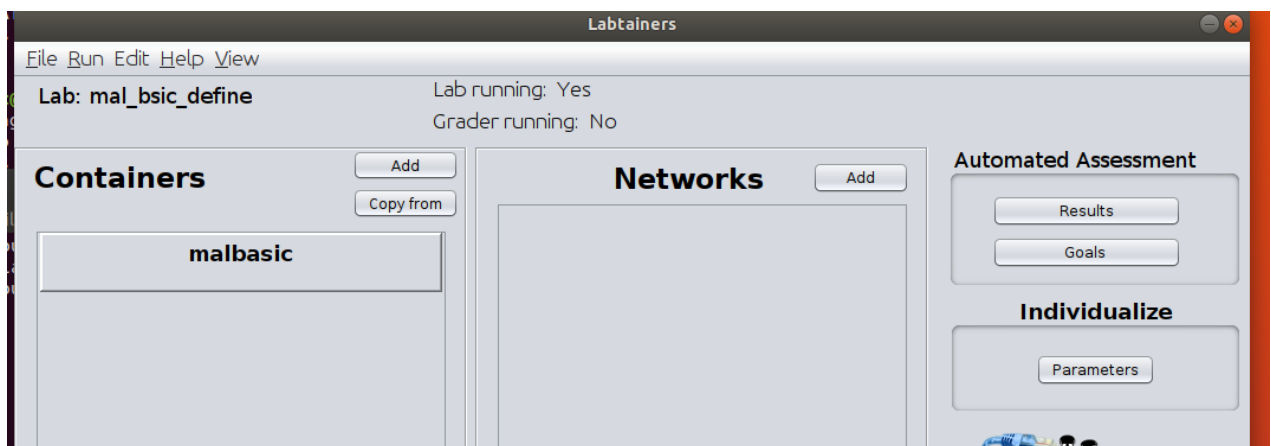 Labtainers
File Run Edit Help View
Lab: mal_bsic_define
Lab running: Yes
Grader running: No
Containers
Add
Copy from
malbasic
Networks
Add
Automated Assessment
Results
Goals
Individualize
Parameters